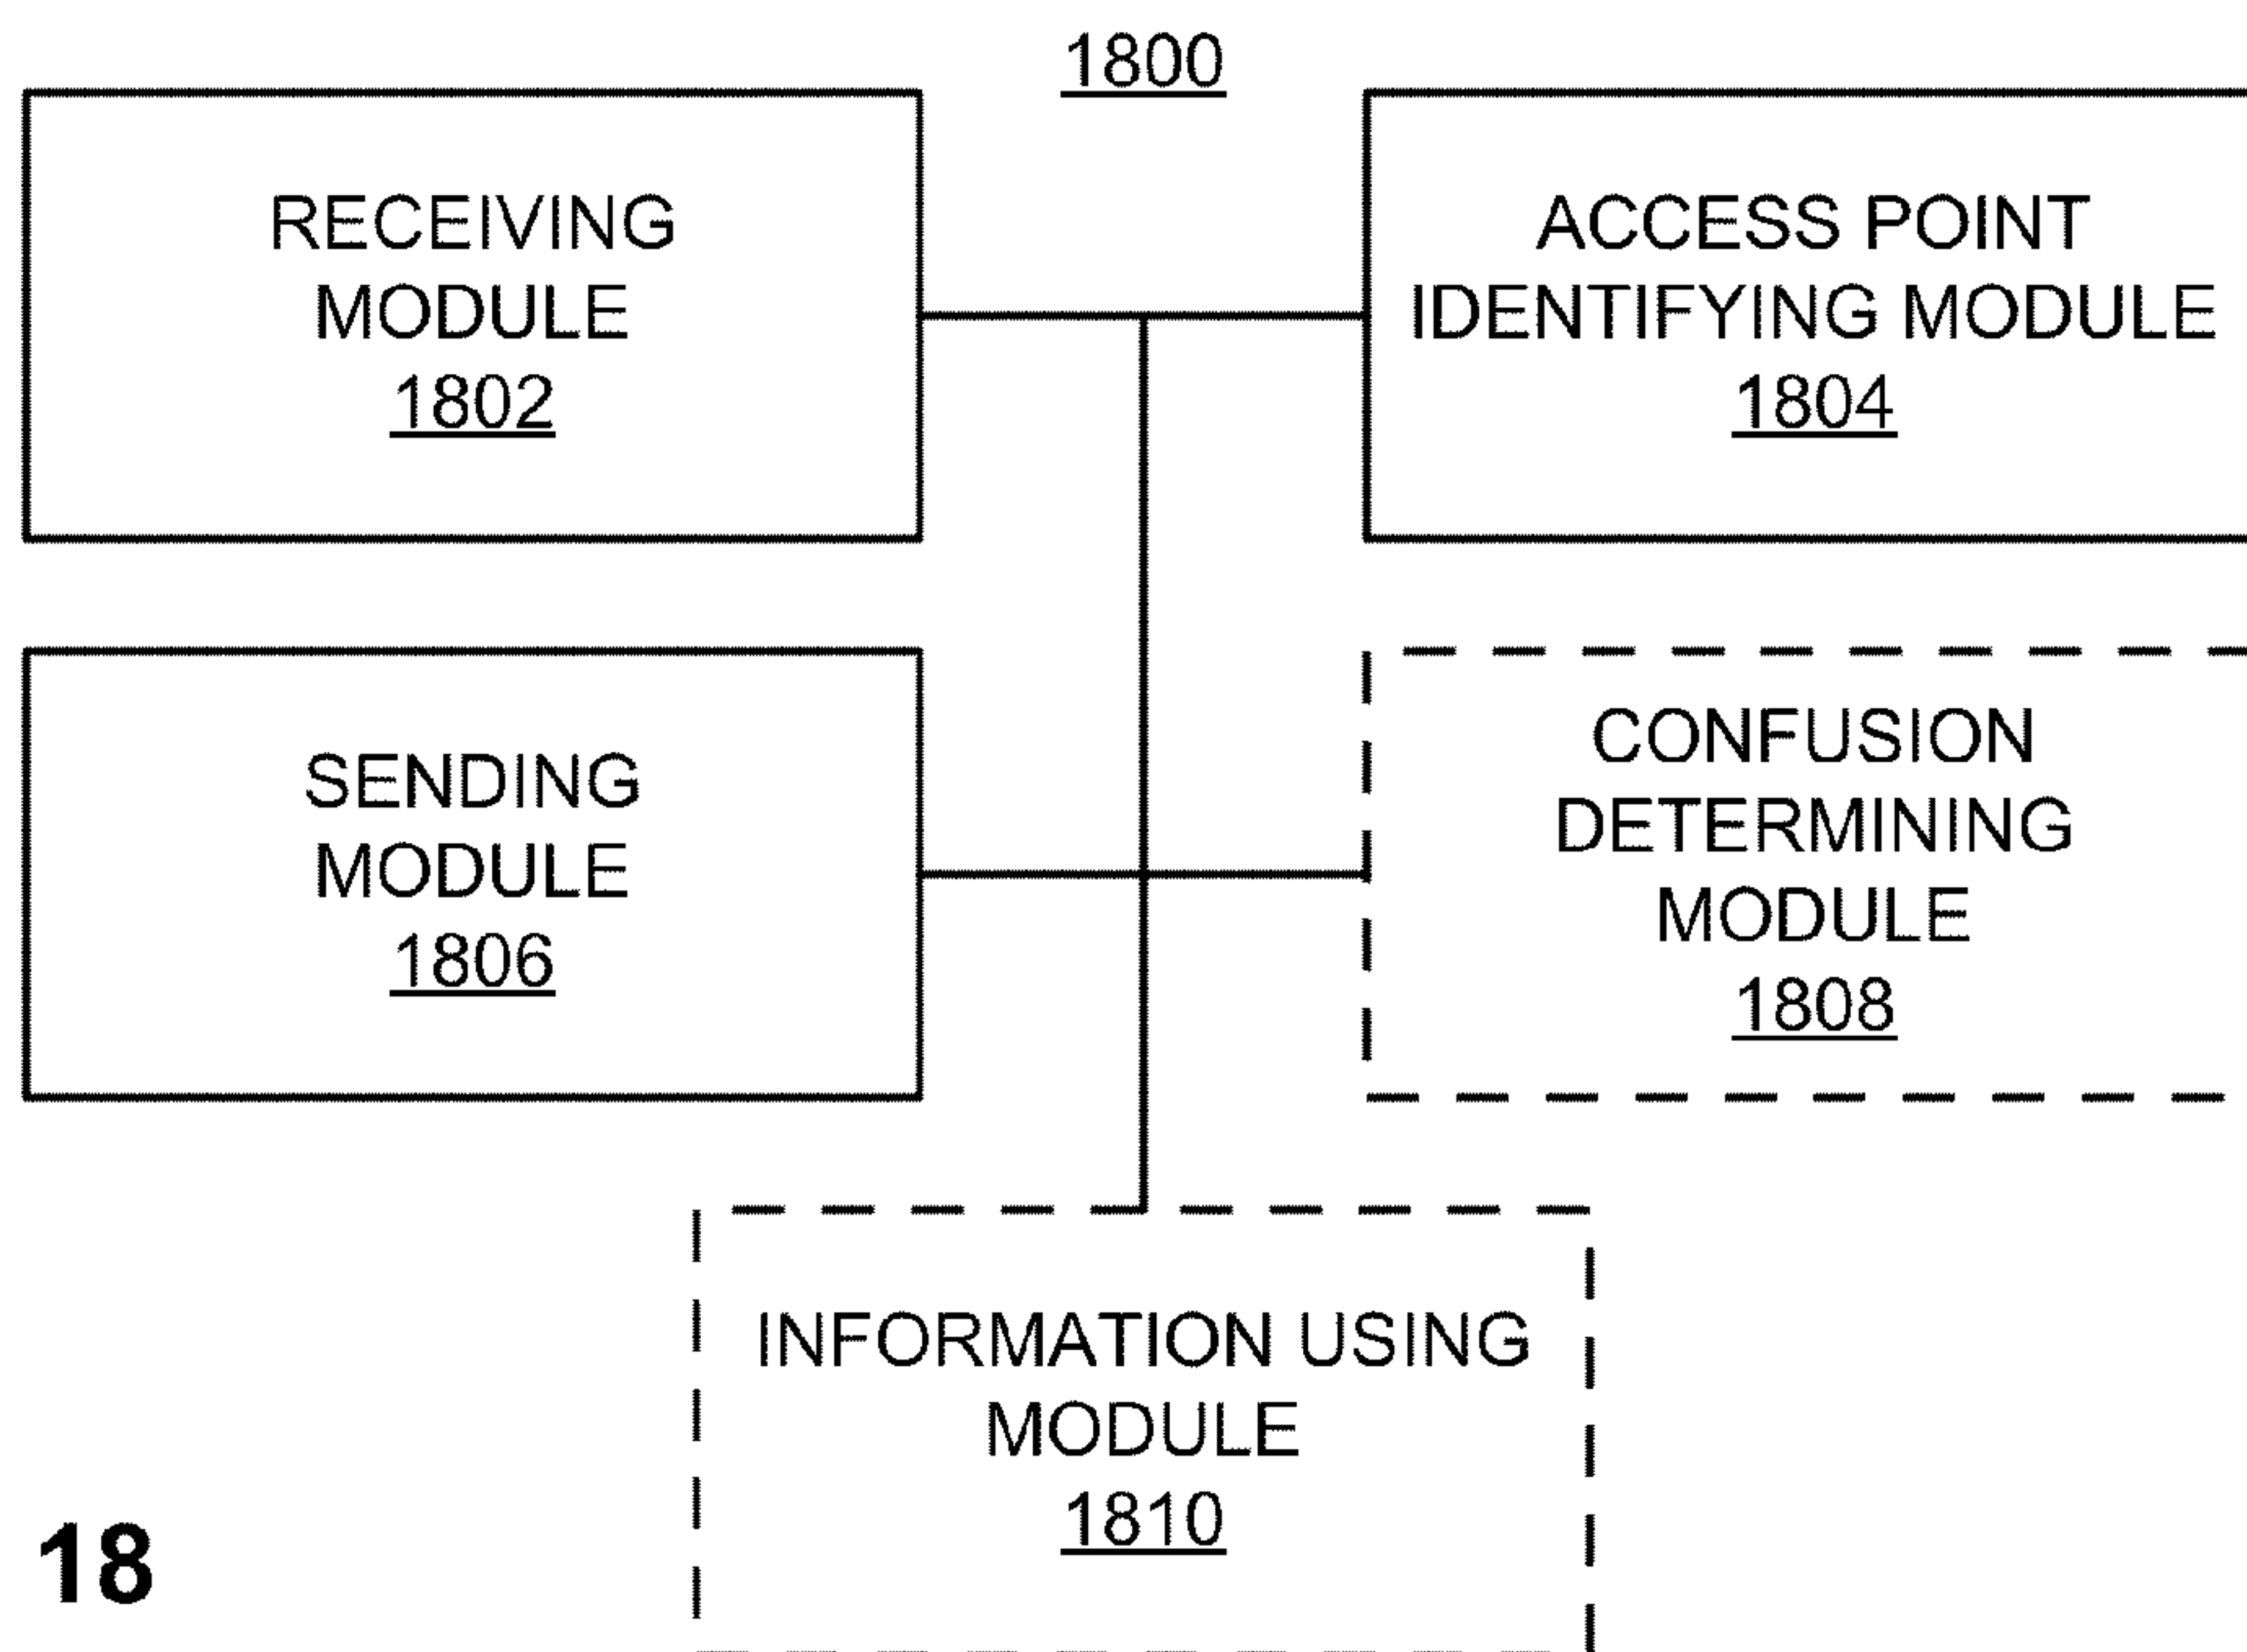 1800
RECEIVING
MODULE
1802
ACCESS POINT
IDENTIFYING MODULE
1804
SENDING
MODULE
1806
CONFUSION
DETERMINING
MODULE
1808
INFORMATION USING
MODULE
1810
18